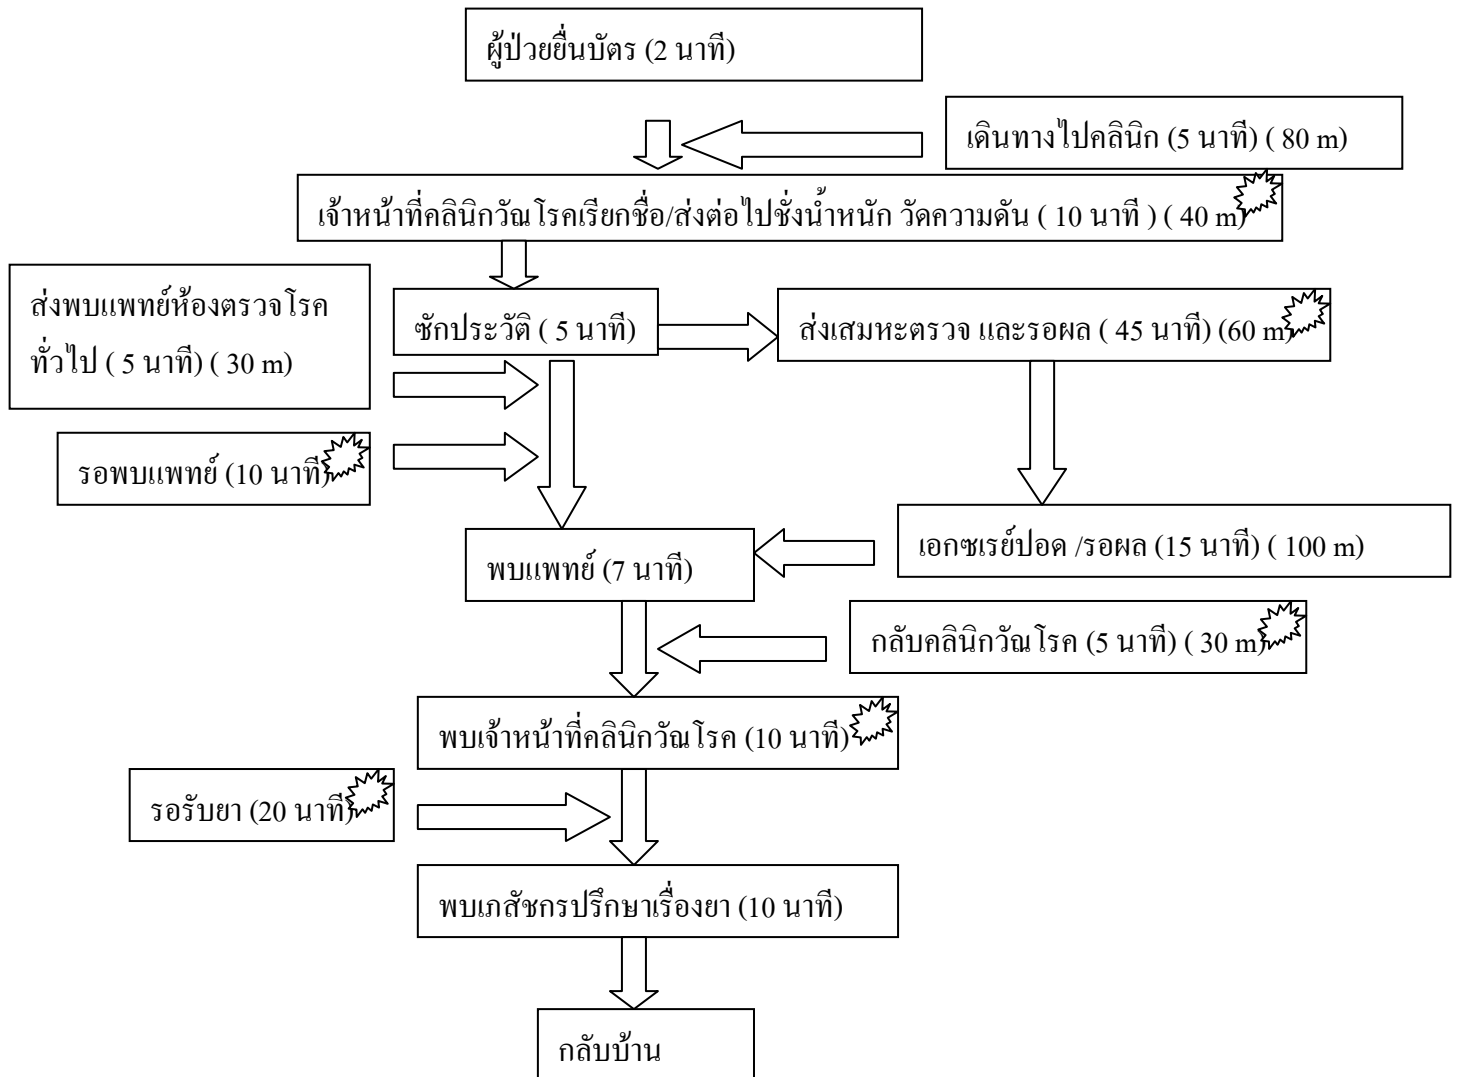 ผู้ป่วยยื่นบัตร (2 นาที)
เดินทางไปคลินิก (5 นาที) ( 80 m)
เจ้าหน้าที่คลินิกวัณโรคเรียกชื่อ/ส่งต่อไปชั่งน้ำหนัก วัดความดัน ( 10 นาที ) ( 40 m)
ส่งพบแพทย์ห้องตรวจโรค
ทั่วไป ( 5 นาที) ( 30 m)
ซักประวัติ ( 5 นาที)
ส่งเสมหะตรวจ และรอผล ( 45 นาที) (60 m)
รอพบแพทย์ (10 นาที)
เอกซเรย์ปอด /รอผล (15 นาที) ( 100 m)
พบแพทย์ (7 นาที)
กลับคลินิกวัณโรค (5 นาที) ( 30 m)
พบเจ้าหน้าที่คลินิกวัณโรค (10 นาที)
รอรับยา (20 นาที)
พบเภสัชกรปรึกษาเรื่องยา (10 นาที)
กลับบ้าน